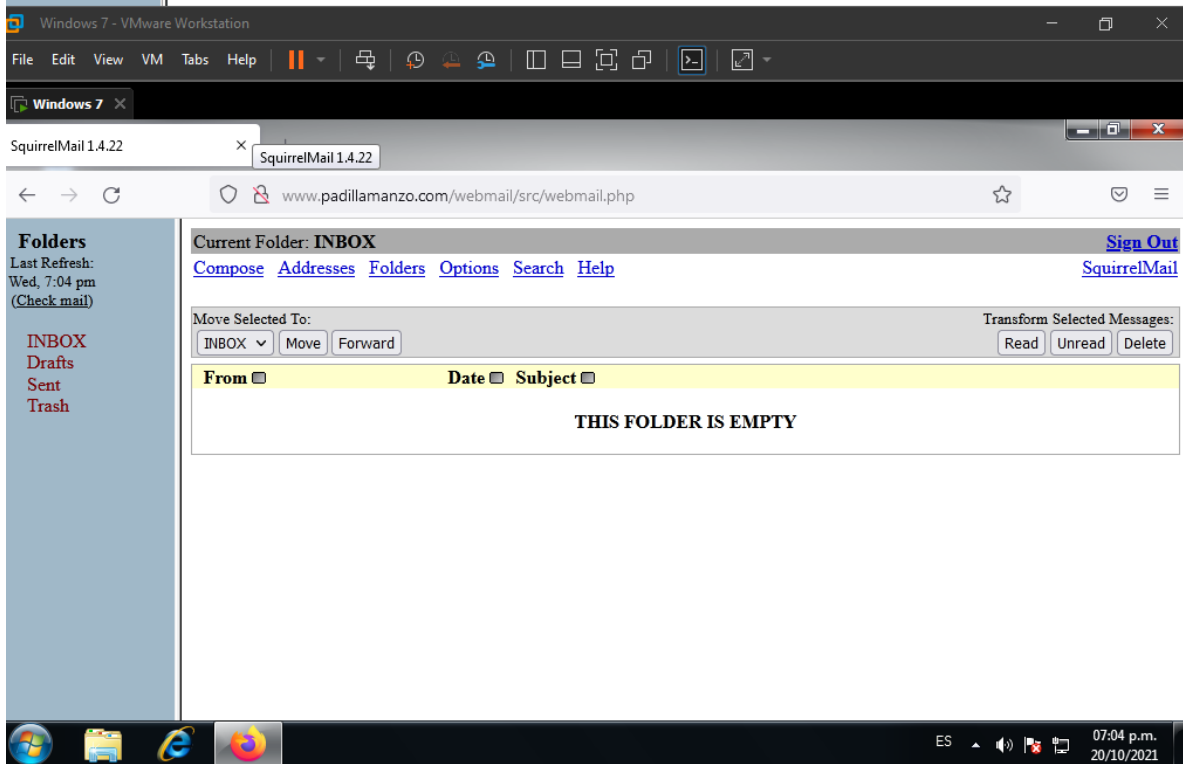 Windows 7 - VMware Workstation
File Edit View VM Tabs Help
Windows 7
SquirrelMail 1.4.22
SquirrelMail 1.4.22
www.padillamanzo.com/webmail/src/webmail.php
Folders
Last Refresh:
Wed, 7:04 pm
(Check mail)
INBOX
Drafts
Sent
Trash
Current Folder: INBOX Sign Out
Compose Addresses Folders Options Search Help SquirrelMail
Move Selected To: Transform Selected Messages:
INBOX Move Forward Read Unread Delete
From Date Subject
THIS FOLDER IS EMPTY
ES 07:04 p.m.
20/10/2021